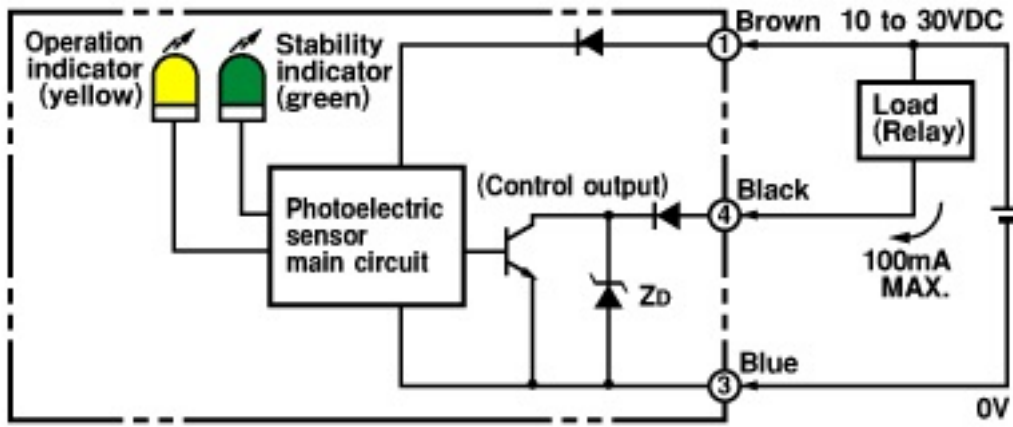 Operation
indicator
(yellow)
Stability
indicator
(green)
Brown 10 to 30VDC
1
Load
(Relay)
Photoelectric
sensor
main circuit
(Control output)
Black
4
100mA
MAX.
ZD
Blue
3
0V